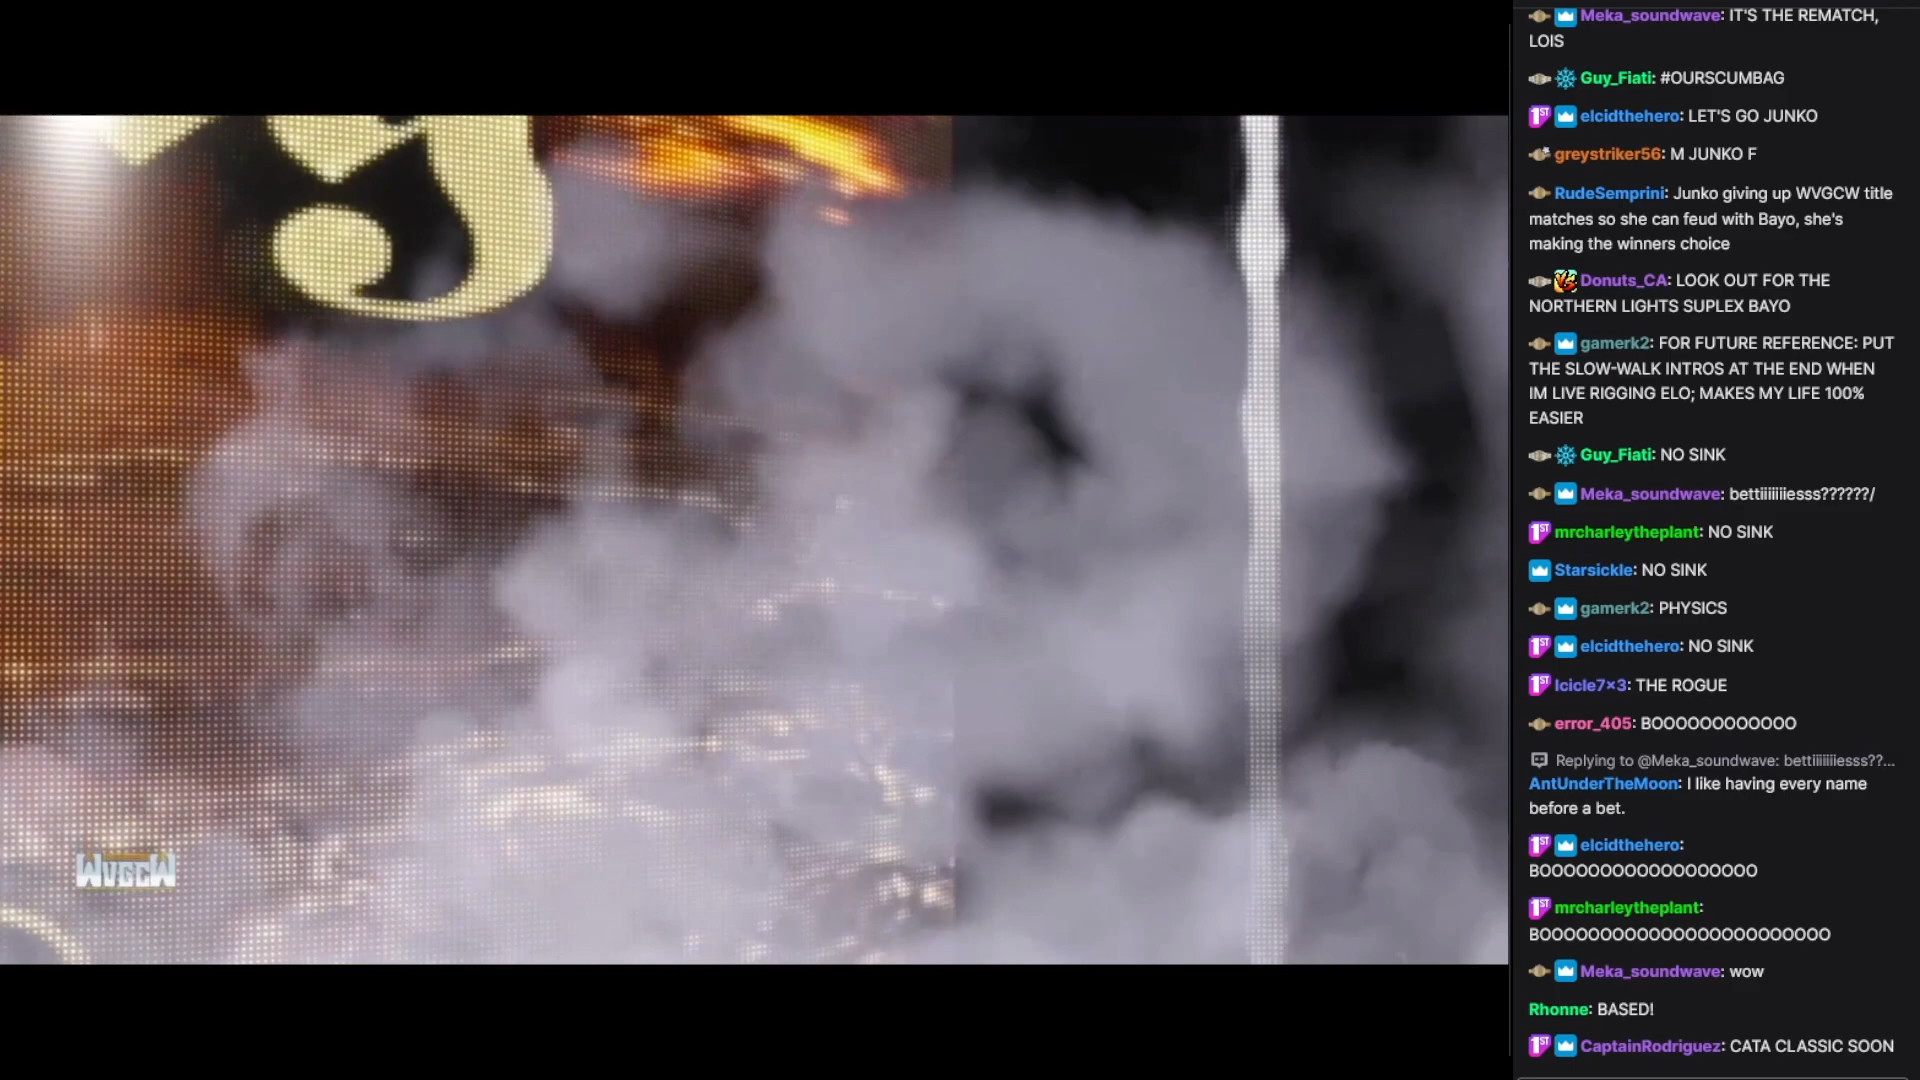 Meka_soundwave: IT'S THE REMATCH,
LOIS
Guy_Fiati: #OURSCUMBAG
elcidthehero: LET'S GO JUNKO
greystriker56: M JUNKO F
RudeSemprini: Junko giving up WVGCW title
matches so she can feud with Bayo, she's
making the winners choice
Donuts_CA: LOOK OUT FOR THE
NORTHERN LIGHTS SUPLEX BAYO
gamerk2: FOR FUTURE REFERENCE: PUT
THE SLOW-WALK INTROS AT THE END WHEN
IM LIVE RIGGING ELO; MAKES MY LIFE 100%
EASIER
Guy_Fiati: NO SINK
Meka_soundwave: bettiiiiiiiesss??????/
mrcharleytheplant: NO SINK
Starsickle: NO SINK
gamerk2: PHYSICS
elcidthehero: NO SINK
Icicle7x3: THE ROGUE
error_405: BOOOOOOOOOOOO
Replying to @Meka_soundwave: bettiiiiiiiesss??...
AntUnderTheMoon: I like having every name
before a bet.
elcidthehero:
BOOOOOOOOOOOOOOOOOO
mrcharleytheplant:
BOOOOOOOOOOOOOOOOOOOOOOOO
Meka_soundwave: wow
Rhonne: BASED!
CaptainRodriguez: CATA CLASSIC SOON
WVGCW